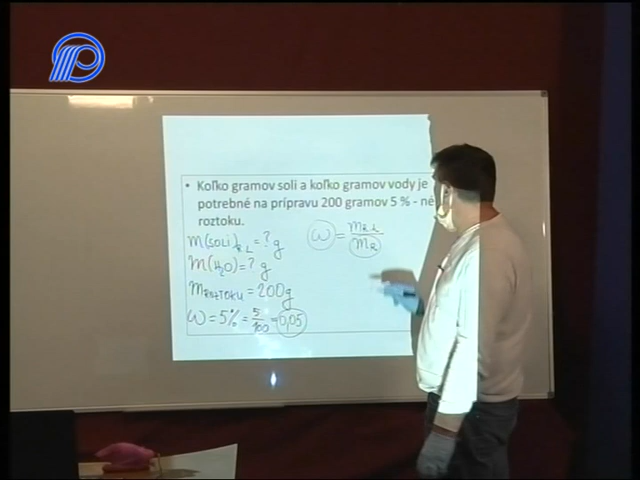 • Koľko gramov soli a koľko gramov vody je
potrebné na prípravu 200 gramov 5 % - né
roztoku.
m(SOLI)R.L = ? g
ω = mR.L / mR
m(H₂O) = ? g
mROZTOKU = 200g
ω = 5% = 5/100 = 0,05